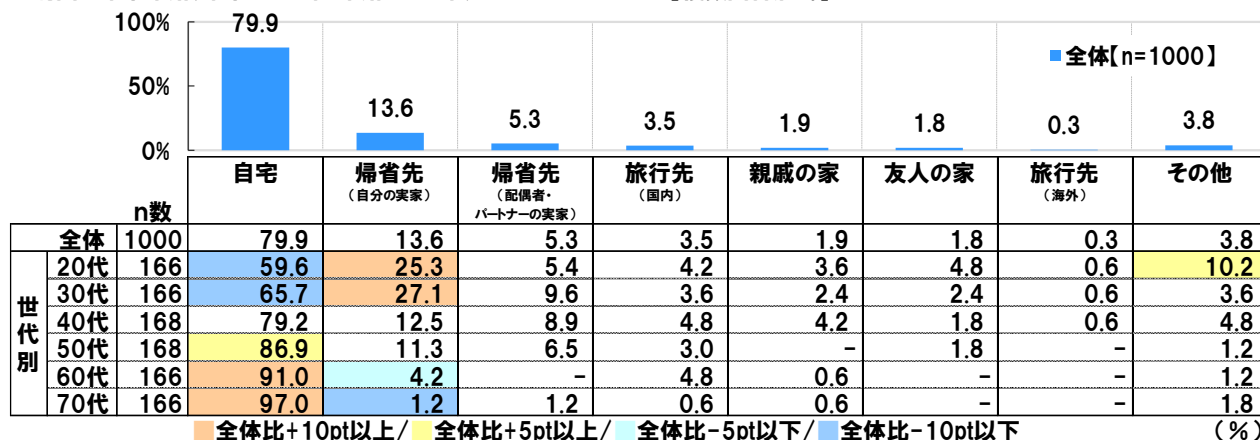 100%
50%
0%
79.9
13.6
5.3
3.5
1.9
1.8
0.3
3.8
全体【n=1000】
n数 自宅 帰省先（自分の実家） 帰省先（配偶者・パートナーの実家） 旅行先（国内） 親戚の家 友人の家 旅行先（海外） その他
全体 1000 79.9 13.6 5.3 3.5 1.9 1.8 0.3 3.8
世代別
20代 166 59.6 25.3 5.4 4.2 3.6 4.8 0.6 10.2
30代 166 65.7 27.1 9.6 3.6 2.4 2.4 0.6 3.6
40代 168 79.2 12.5 8.9 4.8 4.2 1.8 0.6 4.8
50代 168 86.9 11.3 6.5 3.0 - 1.8 - 1.2
60代 166 91.0 4.2 - 4.8 0.6 - - 1.2
70代 166 97.0 1.2 1.2 0.6 0.6 - - 1.8
全体比+10pt以上/ 全体比+5pt以上/ 全体比-5pt以下/ 全体比-10pt以下 （%）